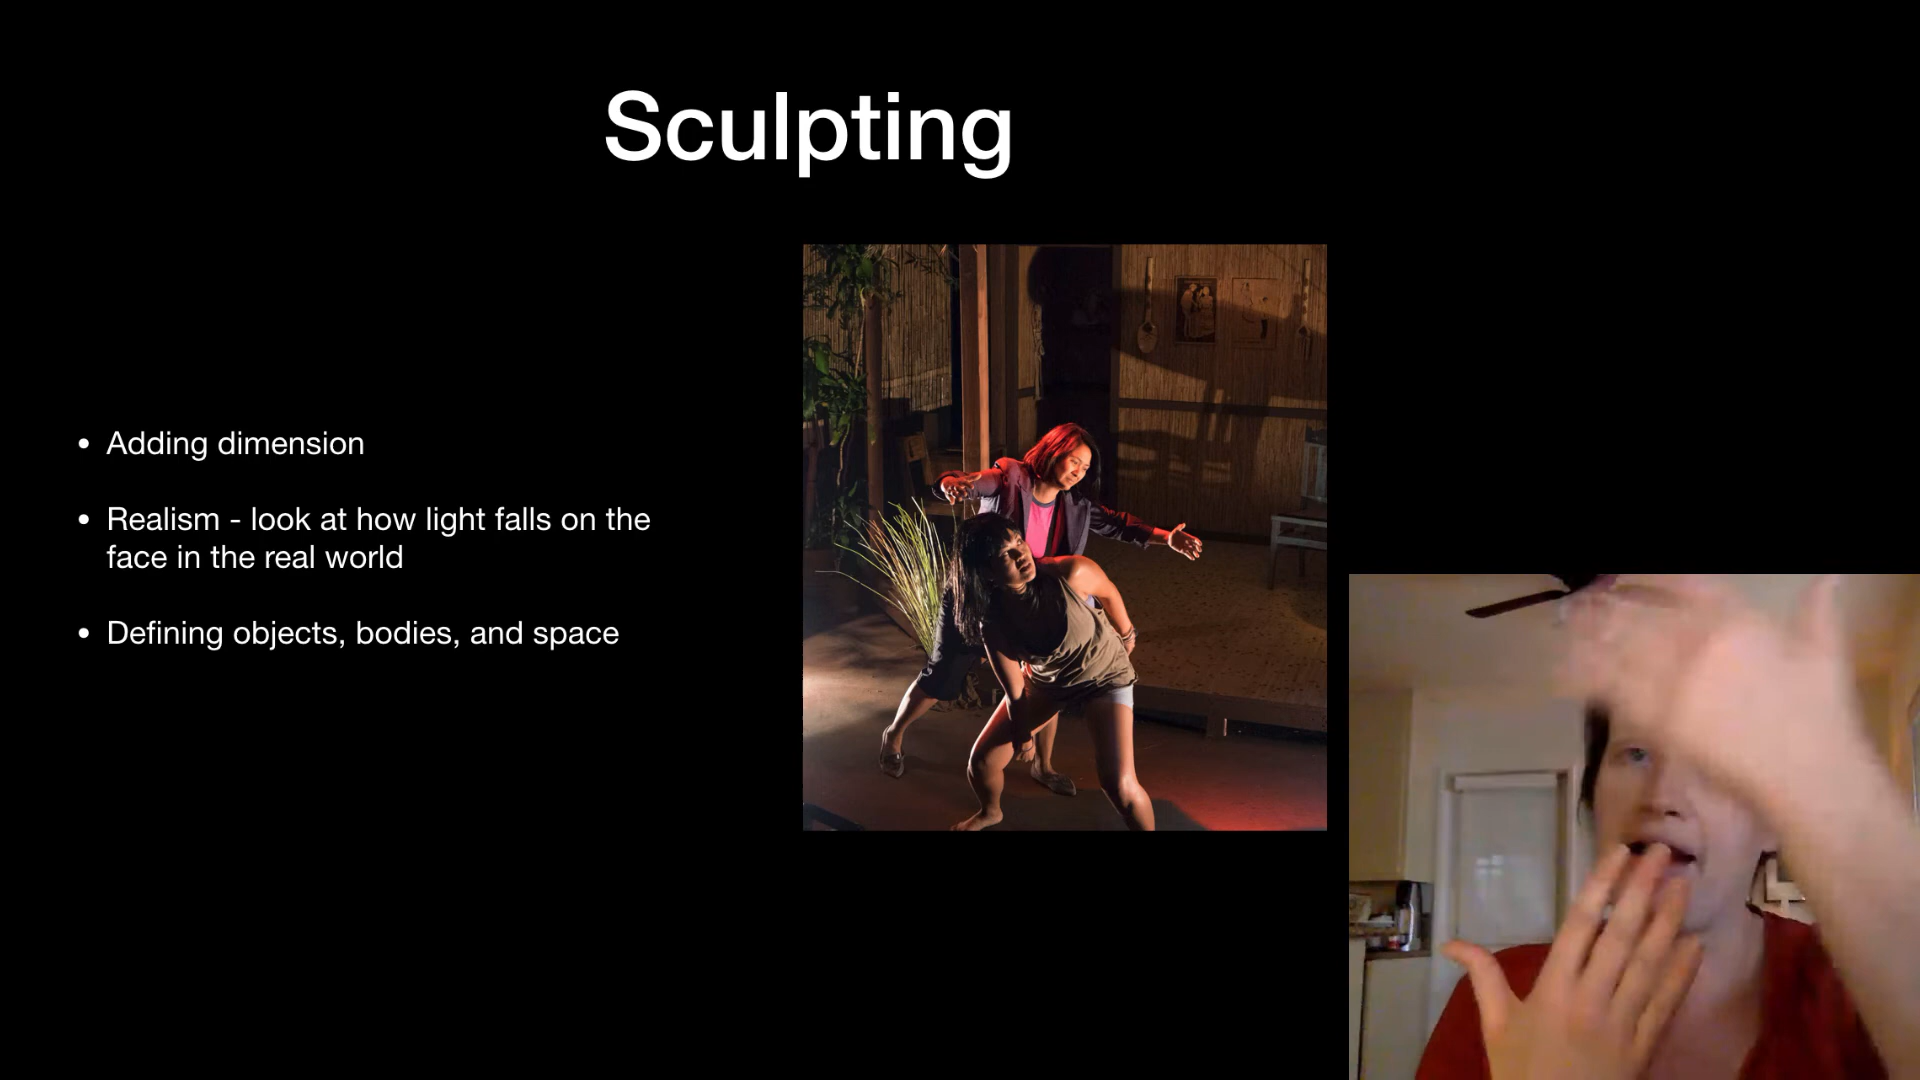 Sculpting
• Adding dimension
• Realism - look at how light falls on the
face in the real world
• Defining objects, bodies, and space